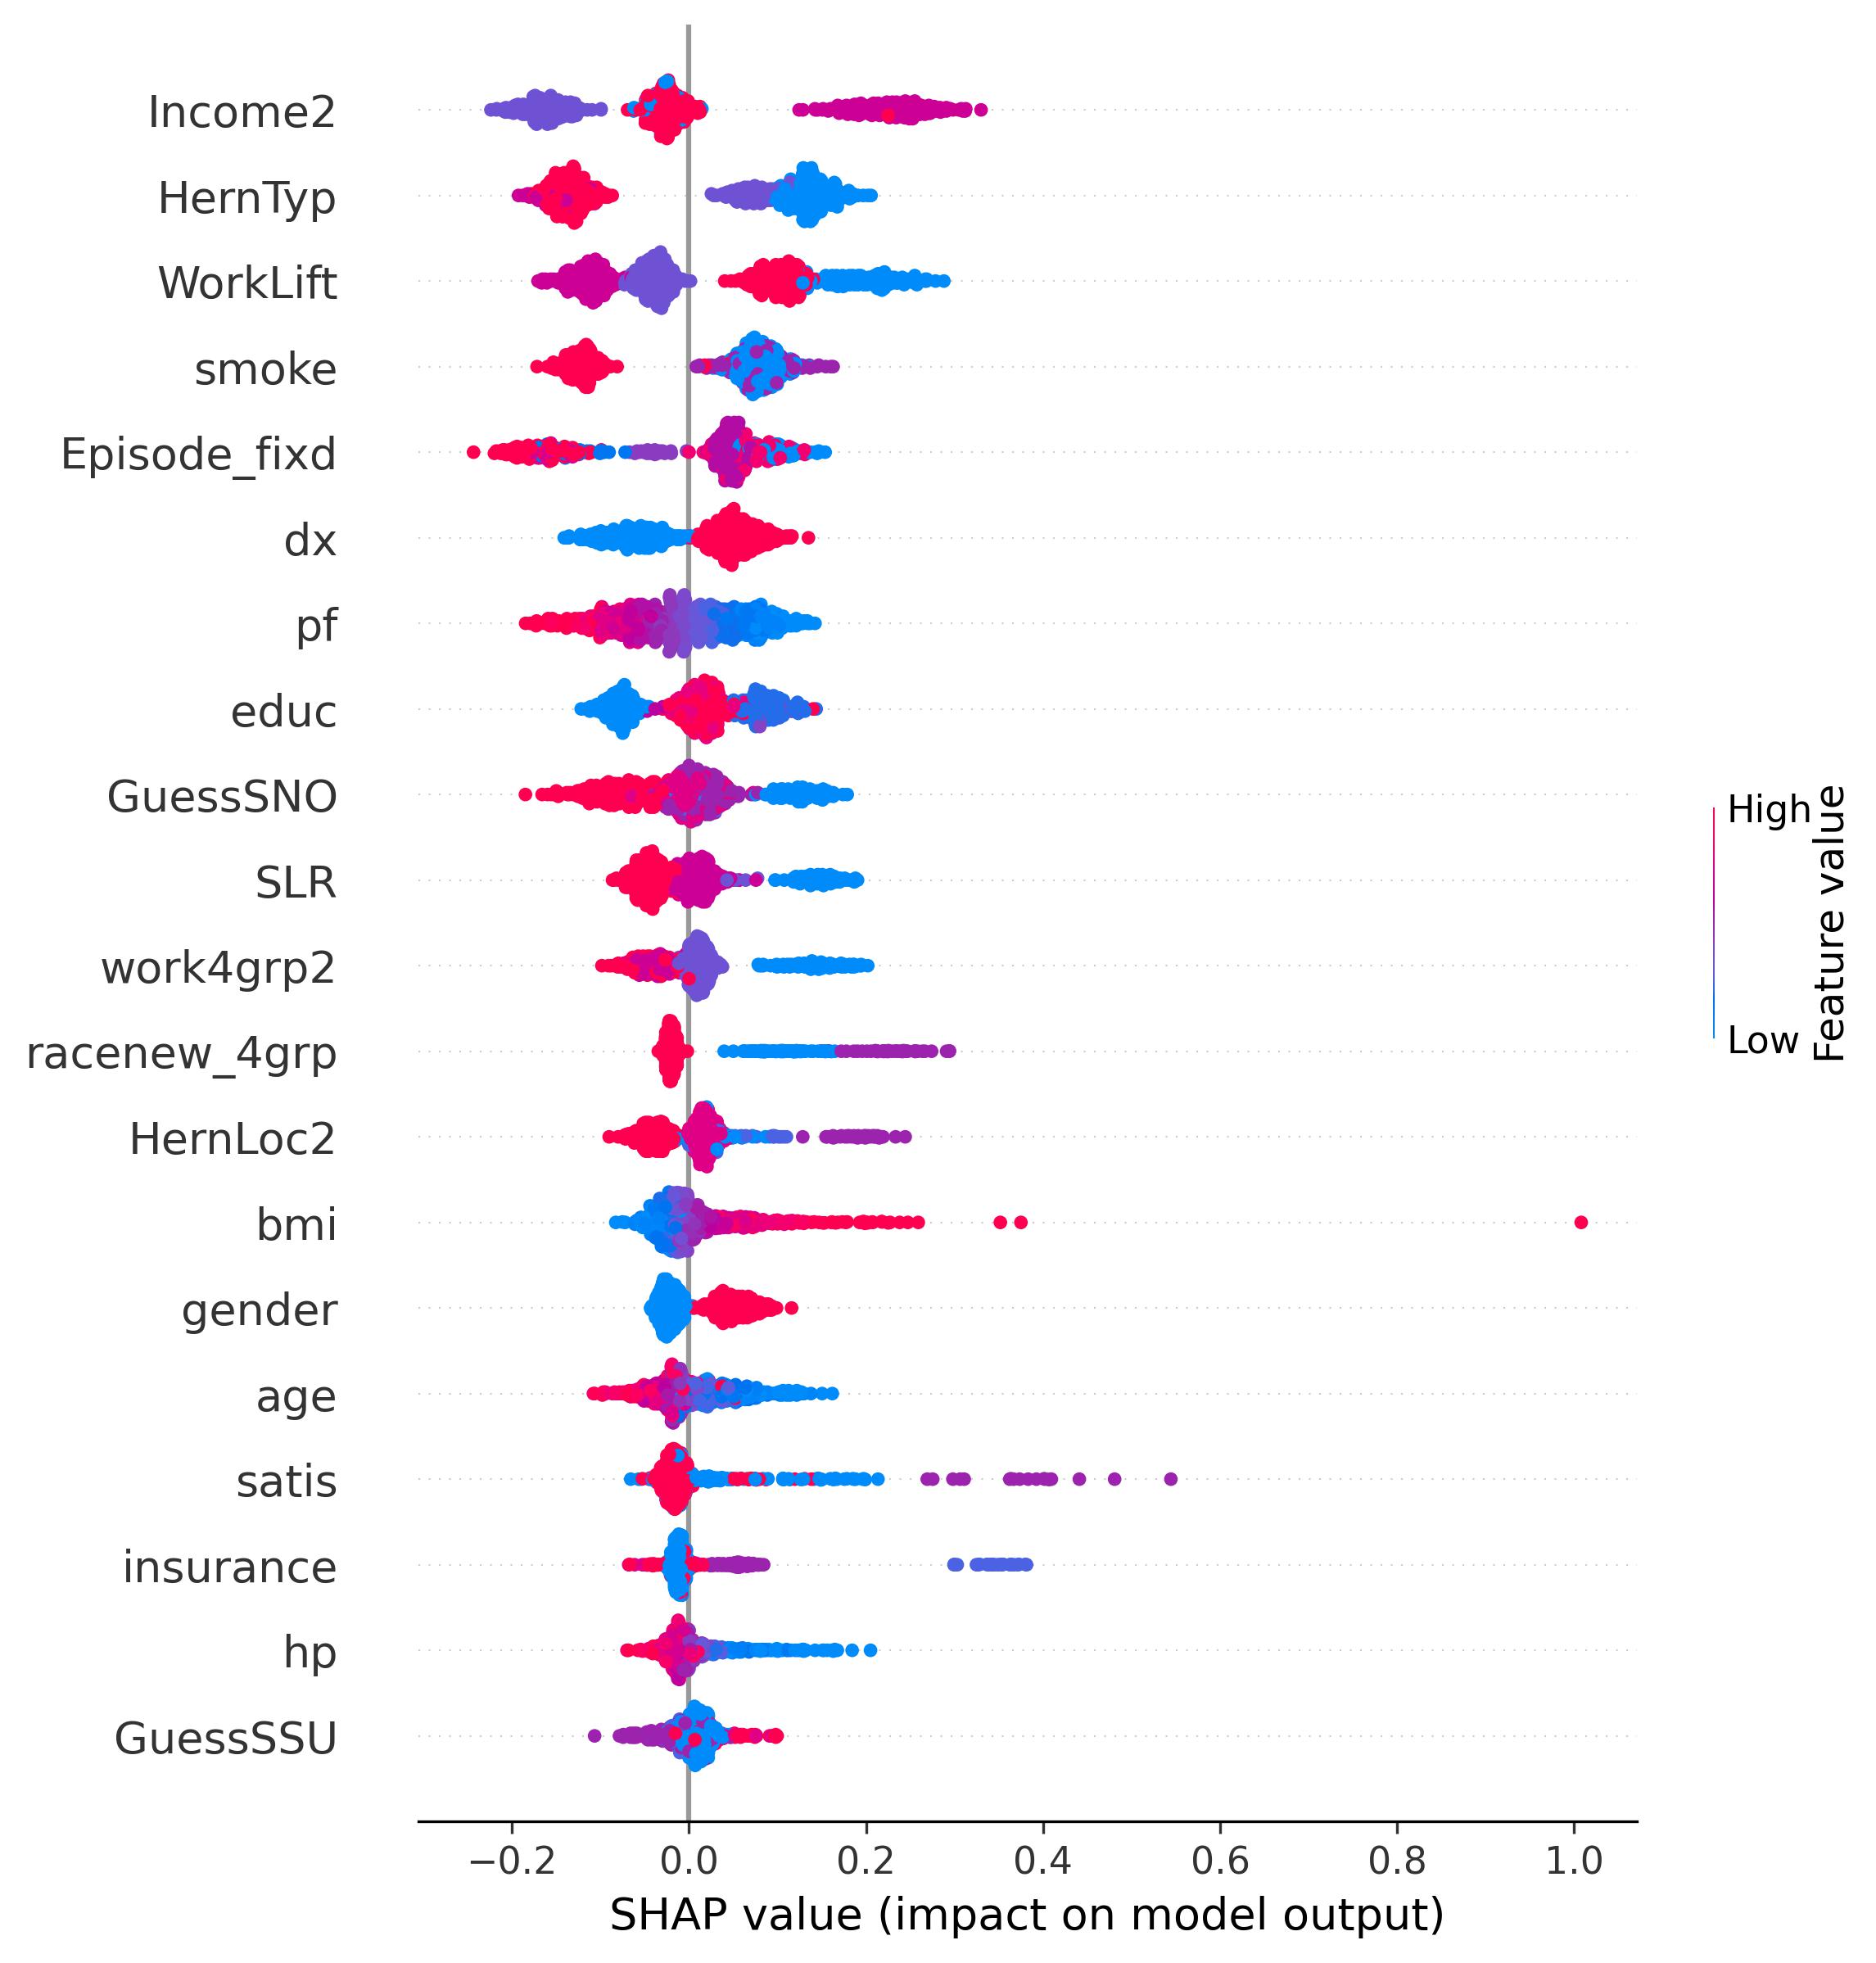 Income2
HernTyp
WorkLift
smoke
Episode_fixd
dx
pf
educ
GuessSNO
SLR
work4grp2
racenew_4grp
HernLoc2
bmi
gender
age
satis
insurance
hp
GuessSSU
High
Low
Feature value
−0.2 0.0 0.2 0.4 0.6 0.8 1.0
SHAP value (impact on model output)